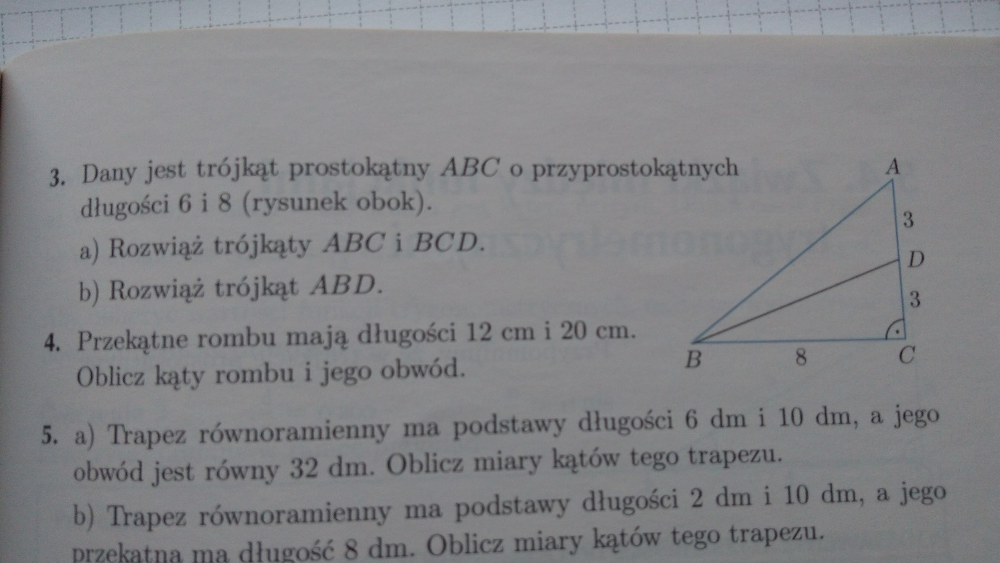 3. Dany jest trójkąt prostokątny ABC o przyprostokątnych
długości 6 i 8 (rysunek obok).
a) Rozwiąż trójkąty ABC i BCD.
b) Rozwiąż trójkąt ABD.
A
3
D
3
B
8
C
4. Przekątne rombu mają długości 12 cm i 20 cm.
Oblicz kąty rombu i jego obwód.
5. a) Trapez równoramienny ma podstawy długości 6 dm i 10 dm, a jego
obwód jest równy 32 dm. Oblicz miary kątów tego trapezu.
b) Trapez równoramienny ma podstawy długości 2 dm i 10 dm, a jego
przekątna ma długość 8 dm. Oblicz miary kątów tego trapezu.